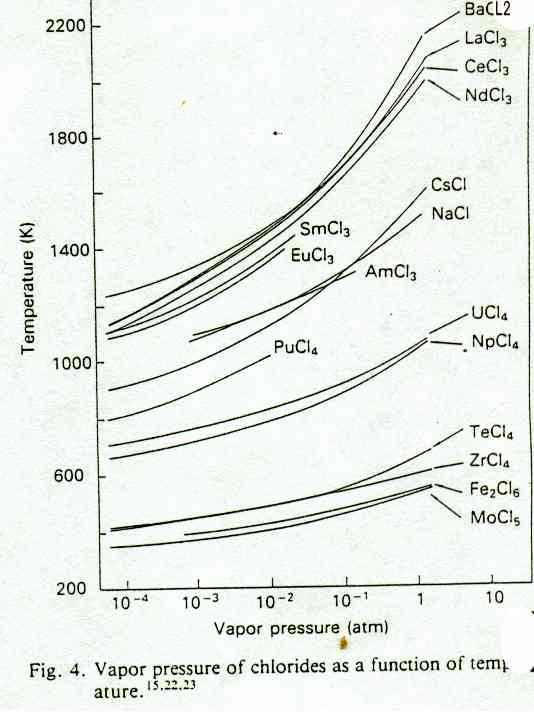 2200
1800
1400
1000
600
200
Temperature (K)
BaCL2
LaCl₃
CeCl₃
NdCl₃
CsCl
NaCl
SmCl₃
EuCl₃
AmCl₃
UCl₄
NpCl₄
PuCl₄
TeCl₄
ZrCl₄
Fe₂Cl₆
MoCl₅
10⁻⁴ 10⁻³ 10⁻² 10⁻¹ 1 10
Vapor pressure (atm)
Fig. 4. Vapor pressure of chlorides as a function of temp
ature.¹⁵,²²,²³